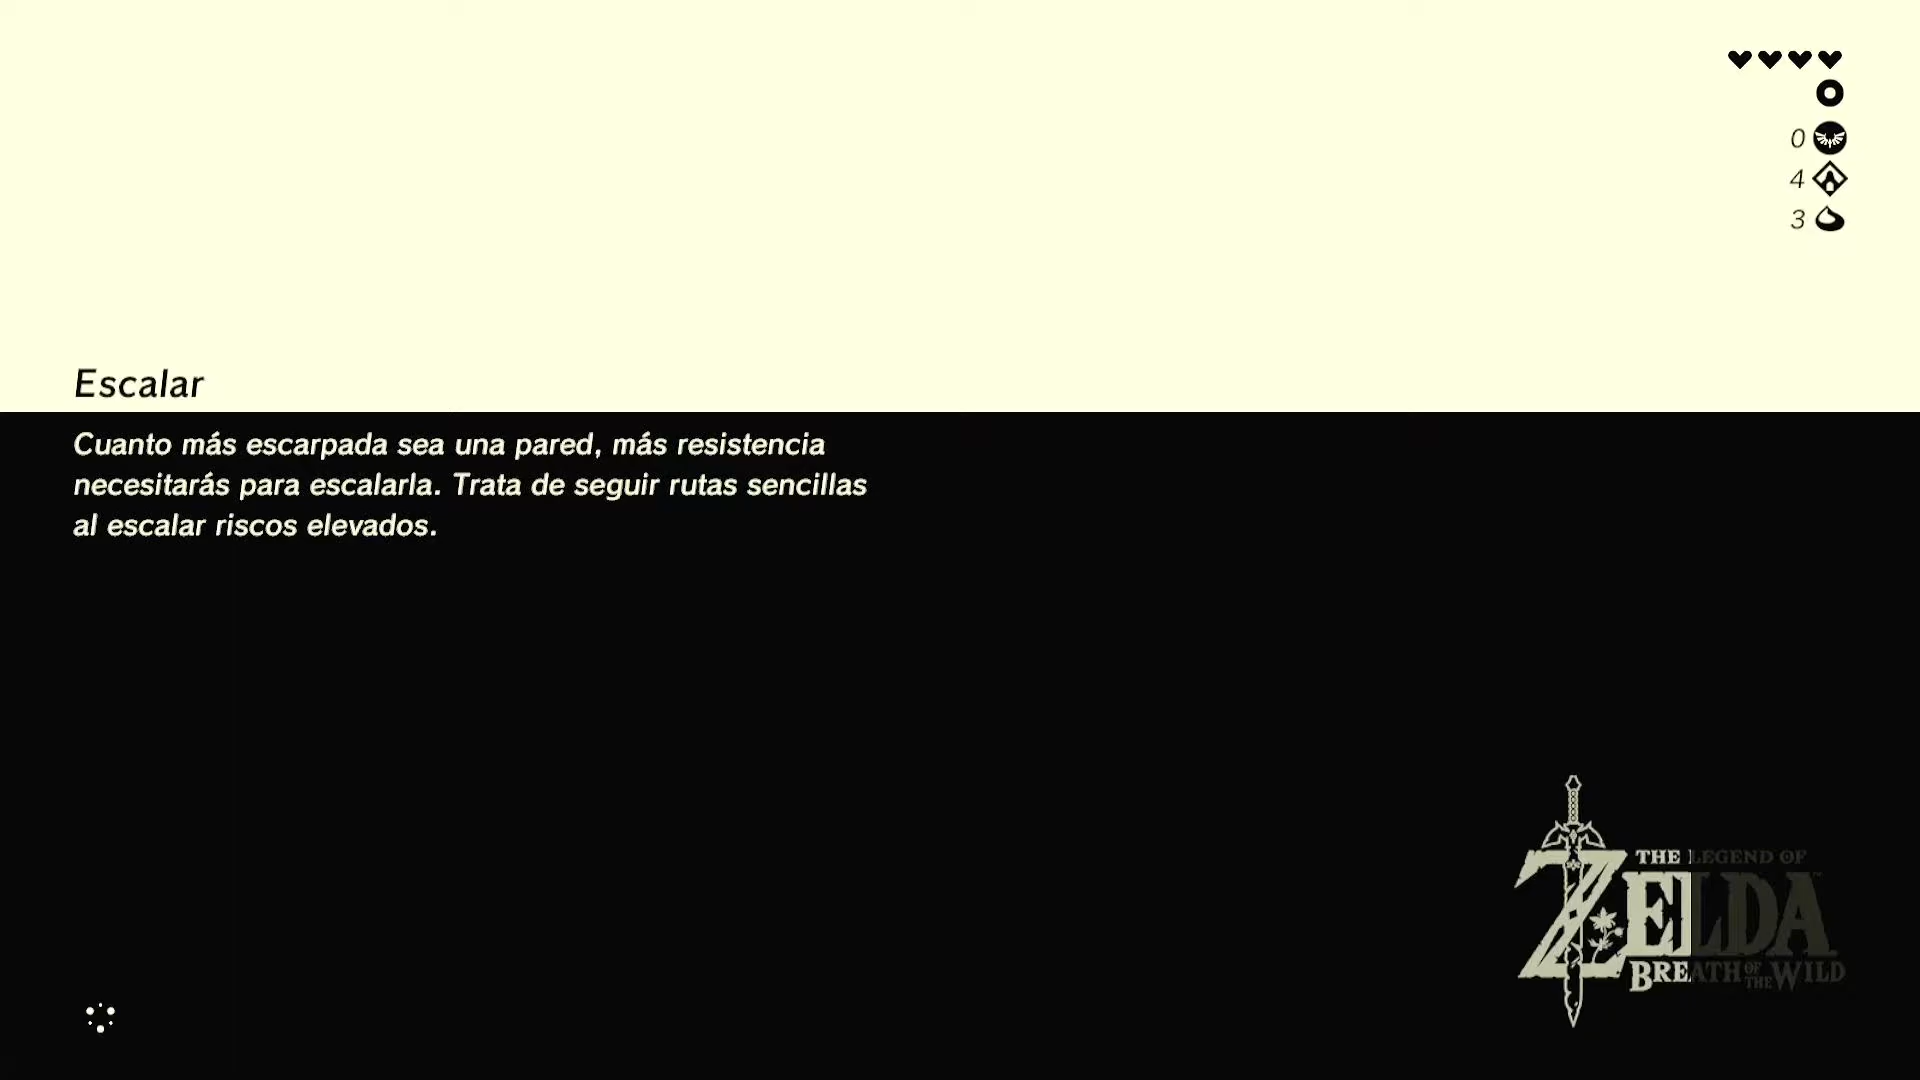 0
4
3
Escalar
Cuanto más escarpada sea una pared, más resistencia
necesitarás para escalarla. Trata de seguir rutas sencillas
al escalar riscos elevados.
THE LEGEND OF
ZELDA™
BREATH OF THE WILD